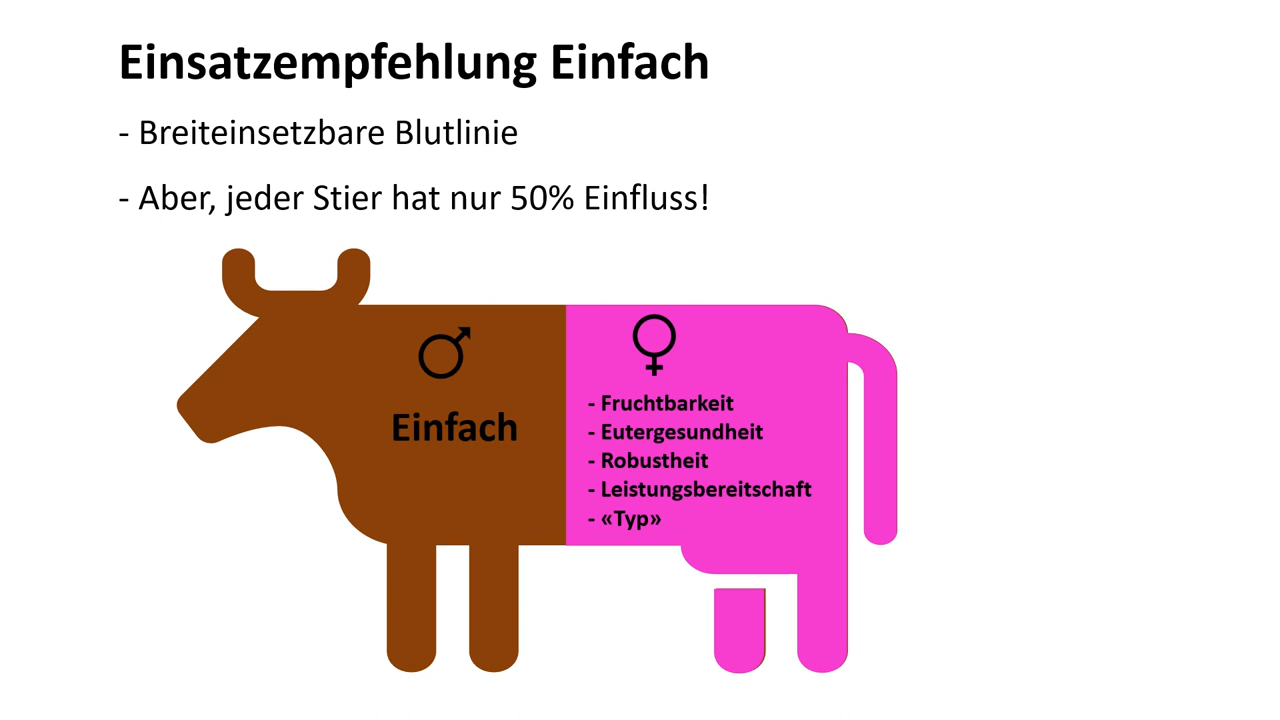 Einsatzempfehlung Einfach
- Breiteinsetzbare Blutlinie
- Aber, jeder Stier hat nur 50% Einfluss!
♂
Einfach
♀
- Fruchtbarkeit
- Eutergesundheit
- Robustheit
- Leistungsbereitschaft
- «Typ»